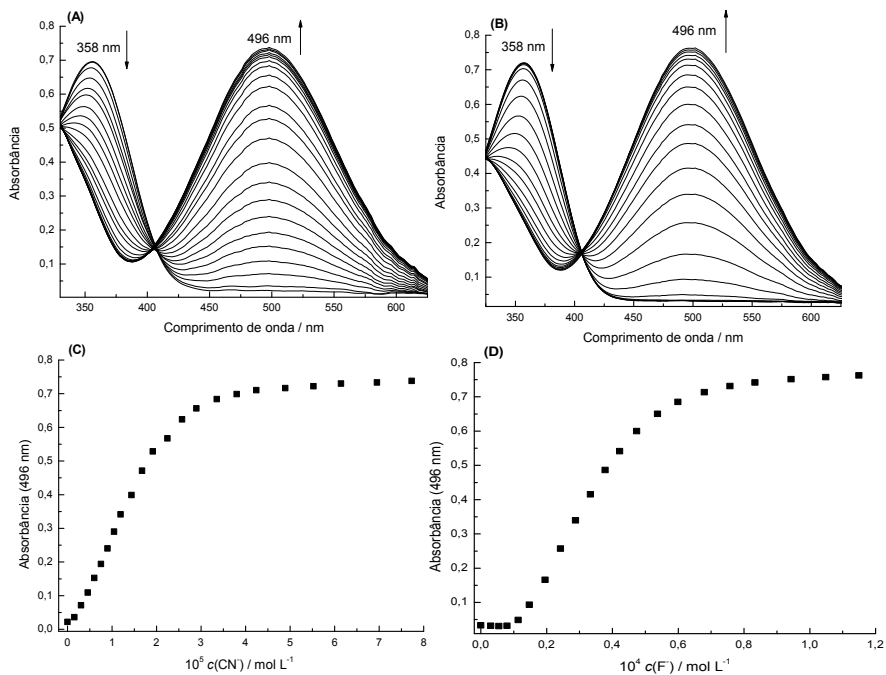 (A)
358 nm
496 nm
Absorbância
0,8
0,7
0,6
0,5
0,4
0,3
0,2
0,1
350 400 450 500 550 600
Comprimento de onda / nm
(B)
358 nm
496 nm
Absorbância
0,8
0,7
0,6
0,5
0,4
0,3
0,2
0,1
350 400 450 500 550 600
Comprimento de onda / nm
(C)
Absorbância (496 nm)
0,8
0,7
0,6
0,5
0,4
0,3
0,2
0,1
0,0
0 1 2 3 4 5 6 7 8
10⁵ c(CN⁻) / mol L⁻¹
(D)
Absorbância (496 nm)
0,8
0,7
0,6
0,5
0,4
0,3
0,2
0,1
0,0 0,2 0,4 0,6 0,8 1,0 1,2
10⁴ c(F⁻) / mol L⁻¹